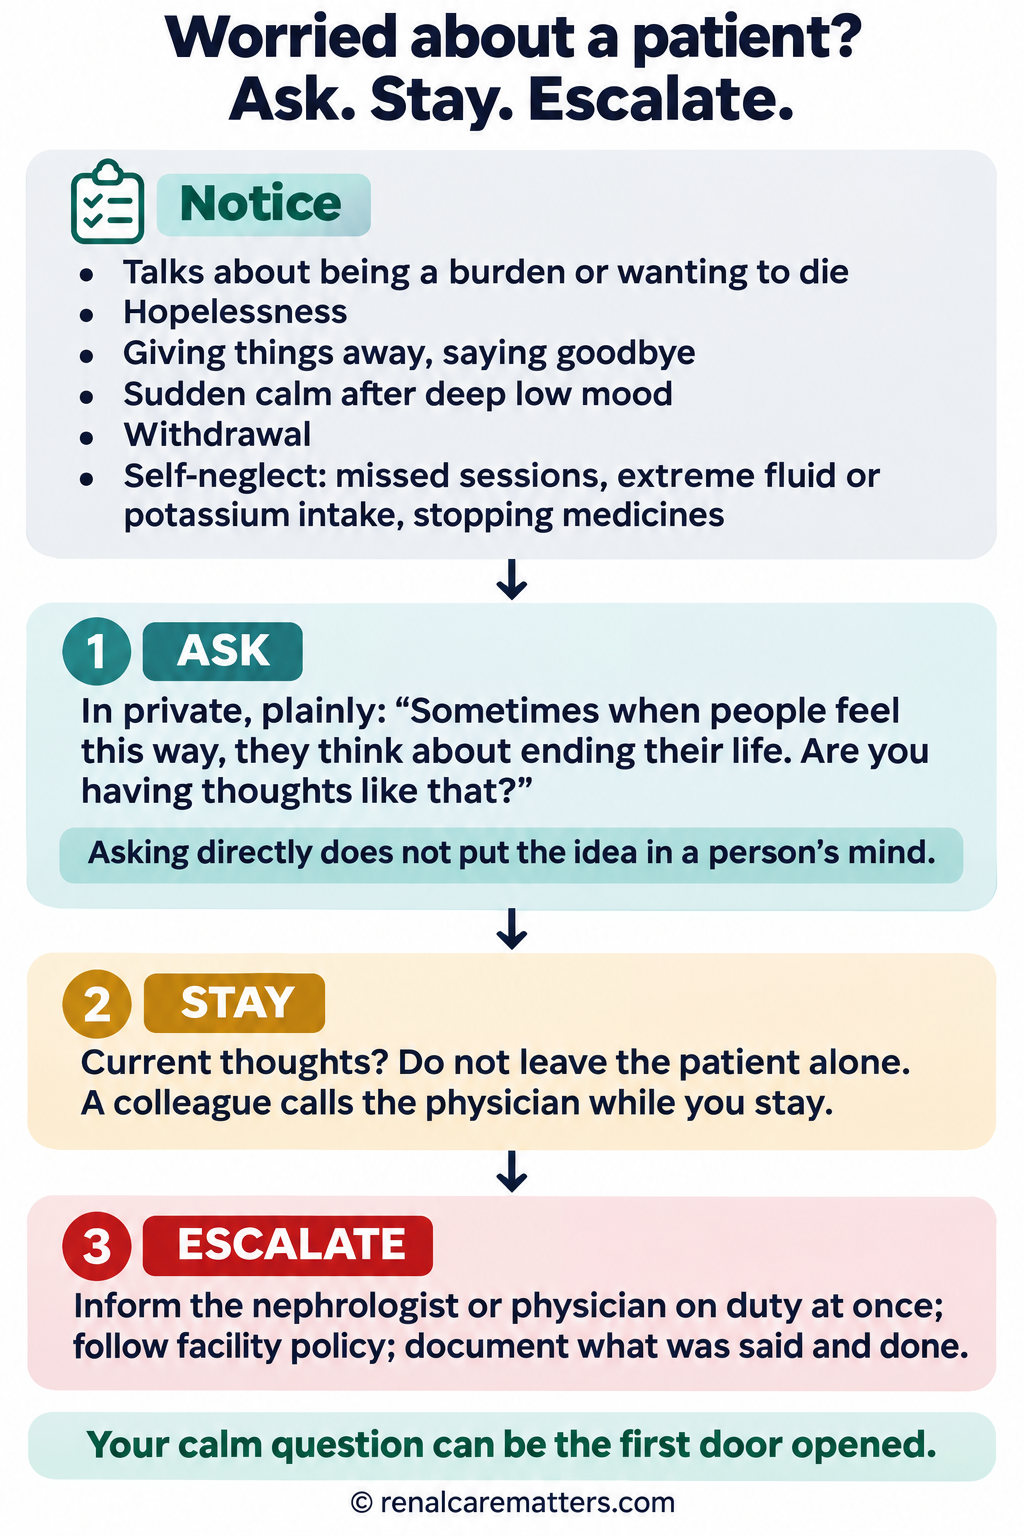 Worried about a patient?
Ask. Stay. Escalate.
Notice
• Talks about being a burden or wanting to die
• Hopelessness
• Giving things away, saying goodbye
• Sudden calm after deep low mood
• Withdrawal
• Self-neglect: missed sessions, extreme fluid or
potassium intake, stopping medicines
1 ASK
In private, plainly: “Sometimes when people feel
this way, they think about ending their life. Are you
having thoughts like that?”
Asking directly does not put the idea in a person’s mind.
2 STAY
Current thoughts? Do not leave the patient alone.
A colleague calls the physician while you stay.
3 ESCALATE
Inform the nephrologist or physician on duty at once;
follow facility policy; document what was said and done.
Your calm question can be the first door opened.
© renalcarematters.com